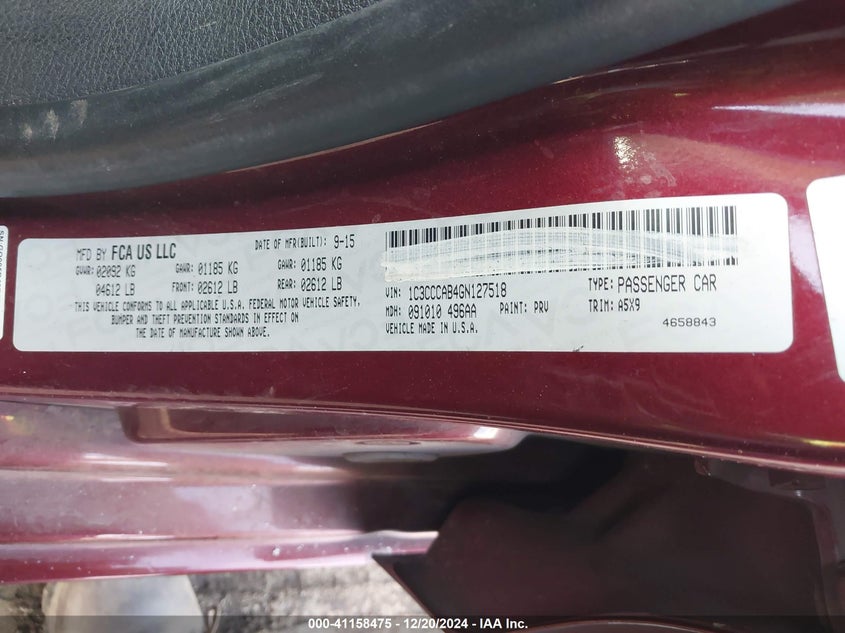 MFD BY FCA US LLC DATE OF MFR(BUILT): 9-15
GVWR: 02092 KG GAWR: 01185 KG GAWR: 01185 KG
04612 LB FRONT: 02612 LB REAR: 02612 LB
THIS VEHICLE CONFORMS TO ALL APPLICABLE U.S.A. FEDERAL MOTOR VEHICLE SAFETY,
BUMPER AND THEFT PREVENTION STANDARDS IN EFFECT ON
THE DATE OF MANUFACTURE SHOWN ABOVE.
VIN: 1C3CCCAB4GN127518 TYPE: PASSENGER CAR
MDH: 091010 496AA PAINT: PRV TRIM: A5X9
VEHICLE MADE IN U.S.A. 4658843
000-41158475 - 12/20/2024 - IAA Inc.